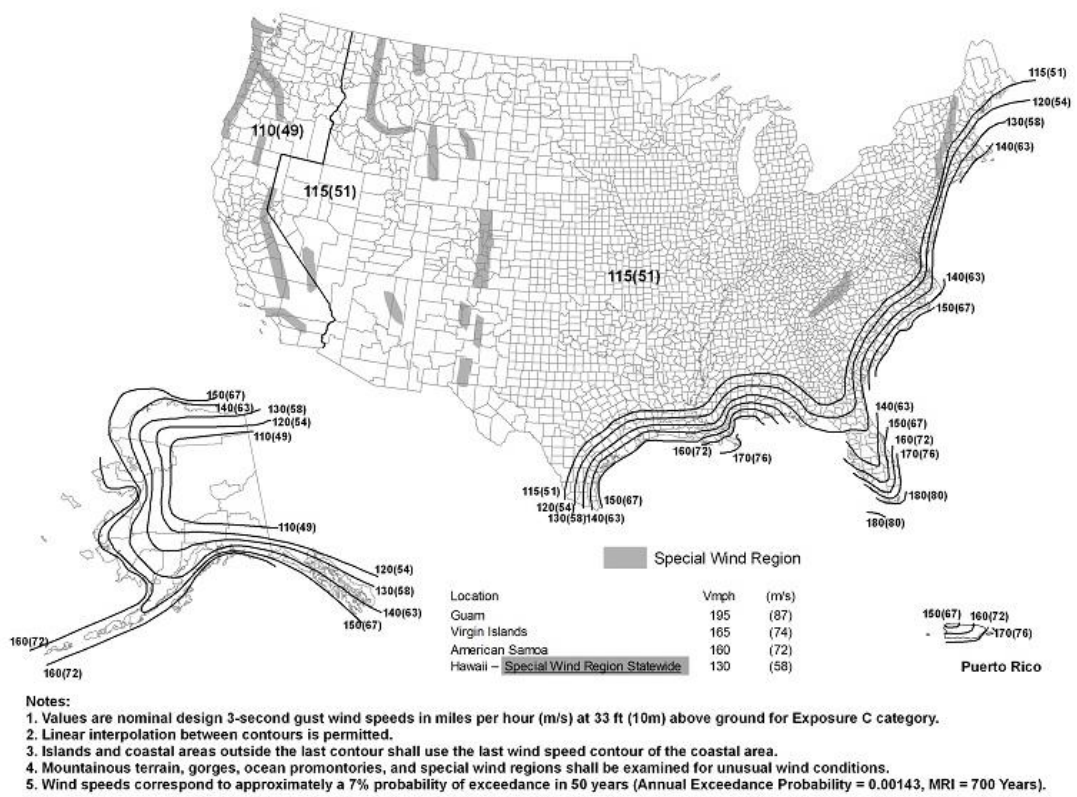 115(51)
120(54)
130(58)
140(63)
110(49)
115(51)
115(51)
140(63)
150(67)
150(67)
140(63)
130(58)
120(54)
110(49)
140(63)
150(67)
160(72)
170(76)
160(72)
170(76)
180(80)
115(51)
150(67)
120(54)
130(58)
140(63)
180(80)
110(49)
Special Wind Region
120(54)
130(58)
140(63)
150(67)
160(72)
160(72)
Location Vmph (m/s)
Guam 195 (87)
Virgin Islands 165 (74)
American Samoa 160 (72)
Hawaii – Special Wind Region Statewide 130 (58)
150(67) 160(72)
170(76)
Puerto Rico
Notes:
1. Values are nominal design 3-second gust wind speeds in miles per hour (m/s) at 33 ft (10m) above ground for Exposure C category.
2. Linear interpolation between contours is permitted.
3. Islands and coastal areas outside the last contour shall use the last wind speed contour of the coastal area.
4. Mountainous terrain, gorges, ocean promontories, and special wind regions shall be examined for unusual wind conditions.
5. Wind speeds correspond to approximately a 7% probability of exceedance in 50 years (Annual Exceedance Probability = 0.00143, MRI = 700 Years).